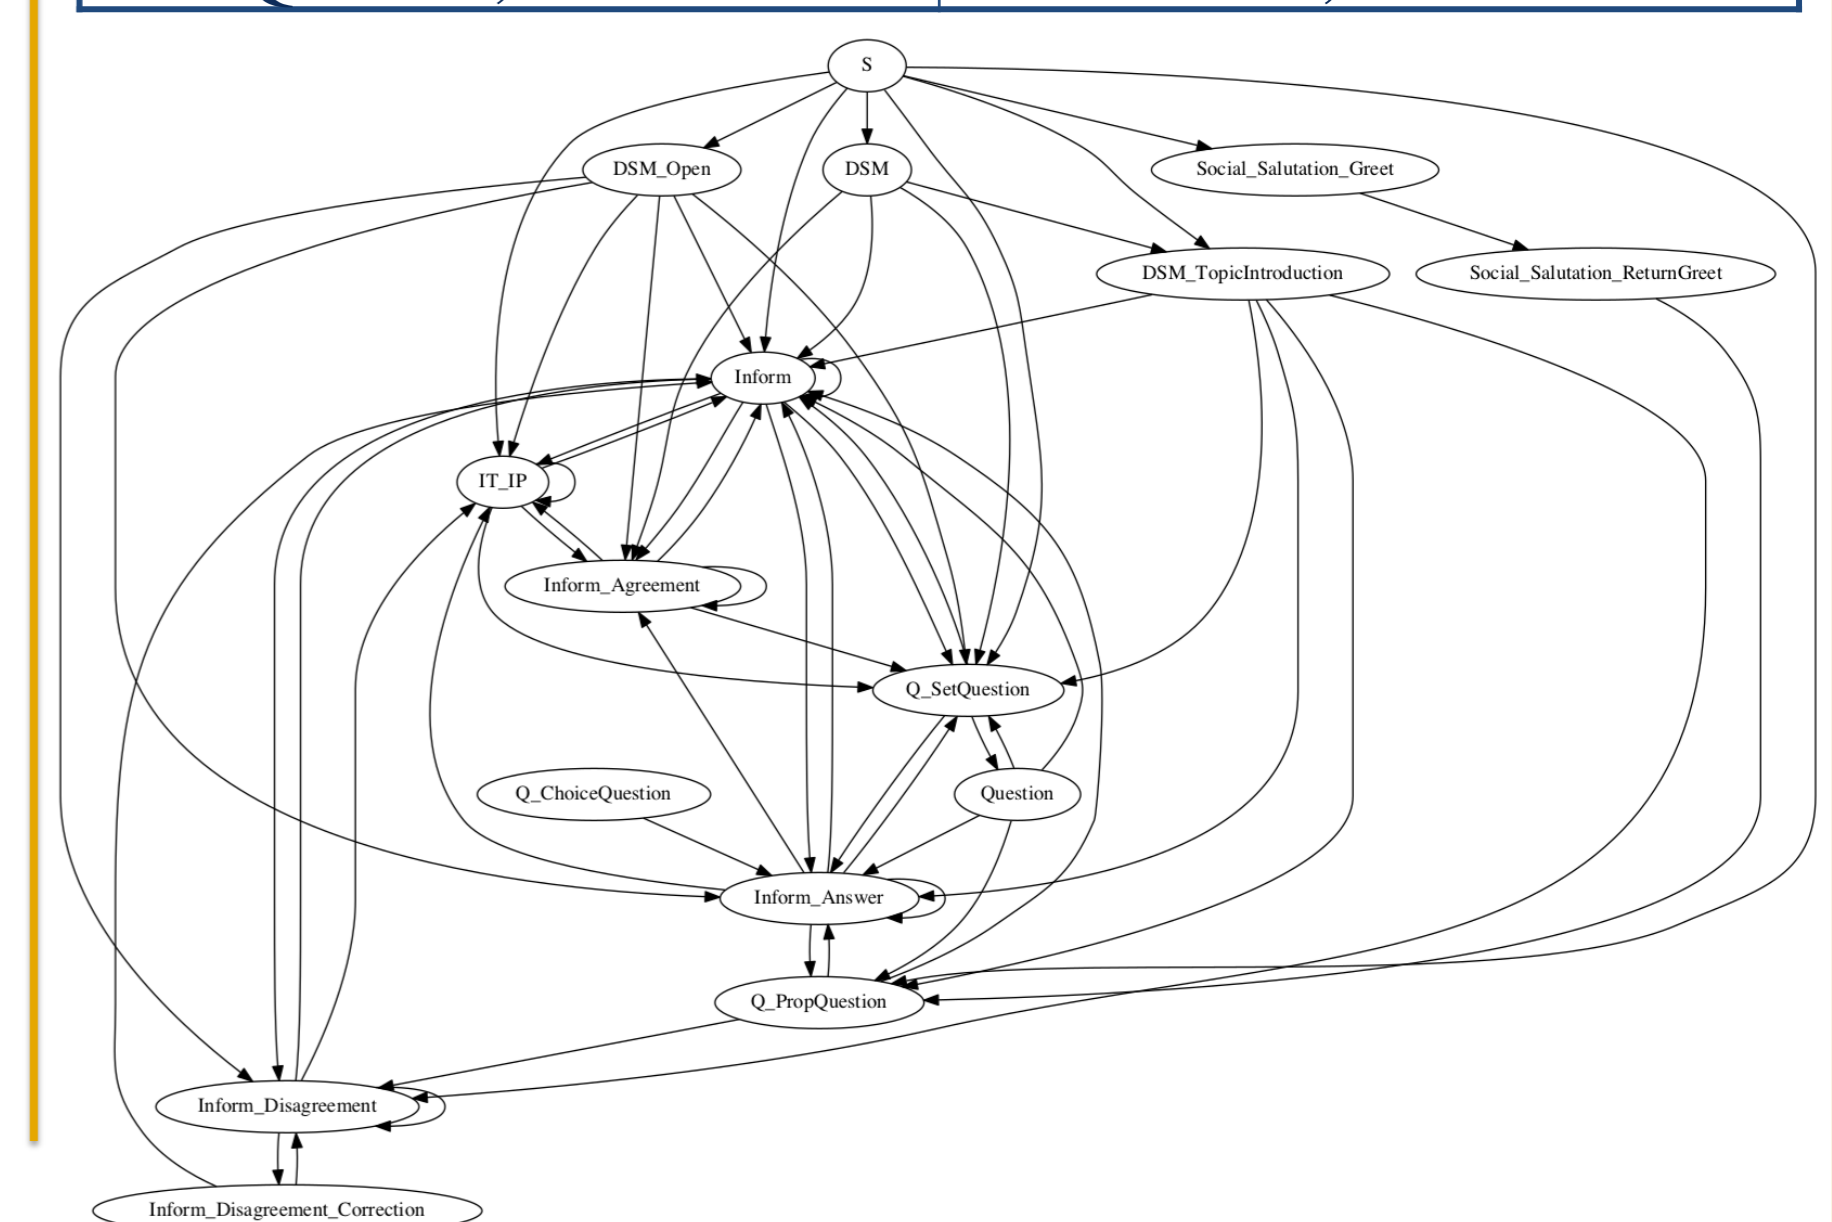 S
DSM_Open
DSM
Social_Salutation_Greet
DSM_TopicIntroduction
Social_Salutation_ReturnGreet
Inform
IT_IP
Inform_Agreement
Q_SetQuestion
Q_ChoiceQuestion
Question
Inform_Answer
Q_PropQuestion
Inform_Disagreement
Inform_Disagreement_Correction